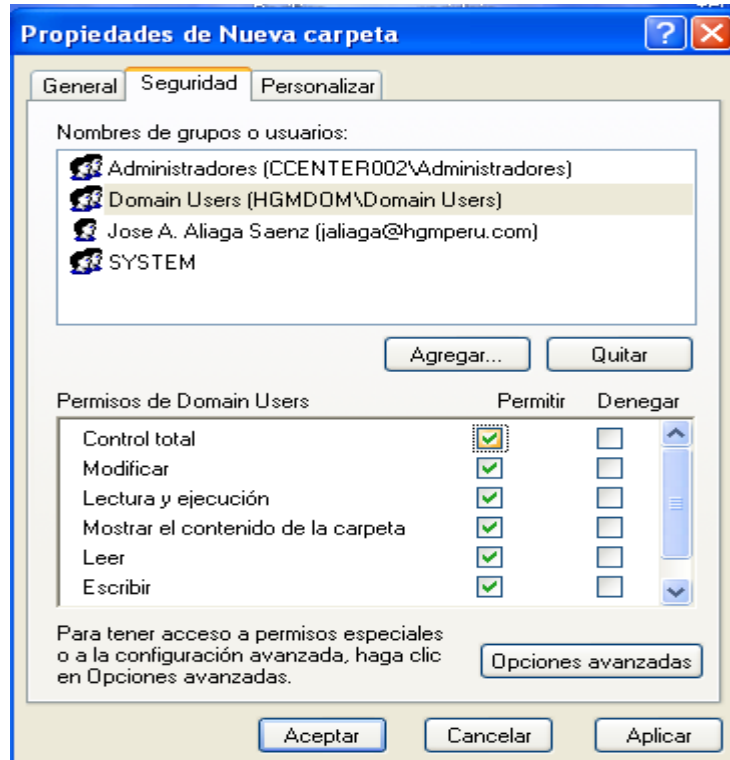 Propiedades de Nueva carpeta
General Seguridad Personalizar
Nombres de grupos o usuarios:
Administradores (CCENTER002\Administradores)
Domain Users (HGMDOM\Domain Users)
Jose A. Aliaga Saenz (jaliaga@hgmperu.com)
SYSTEM
Agregar... Quitar
Permisos de Domain Users Permitir Denegar
Control total
Modificar
Lectura y ejecución
Mostrar el contenido de la carpeta
Leer
Escribir
Para tener acceso a permisos especiales
o a la configuración avanzada, haga clic
en Opciones avanzadas.
Opciones avanzadas
Aceptar Cancelar Aplicar